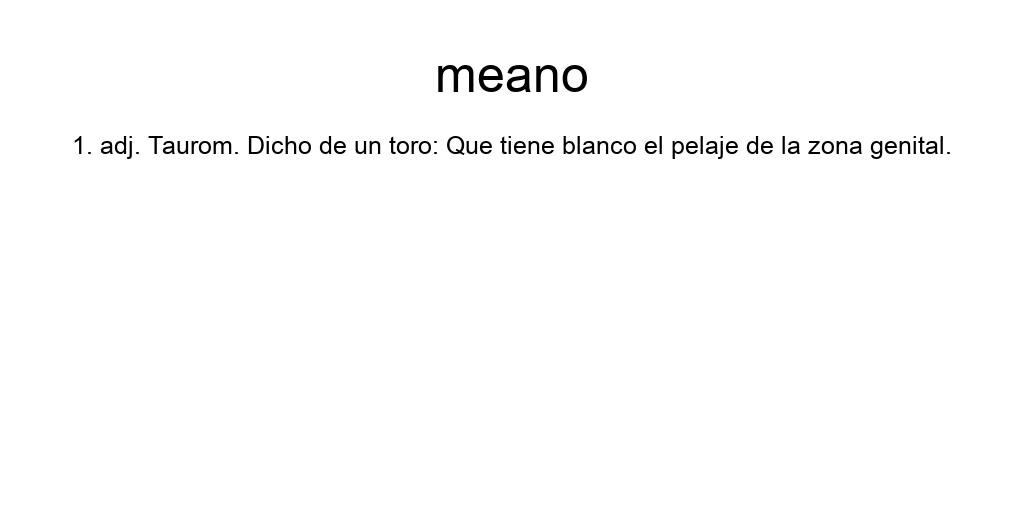 meano
1. adj. Taurom. Dicho de un toro: Que tiene blanco el pelaje de la zona genital.